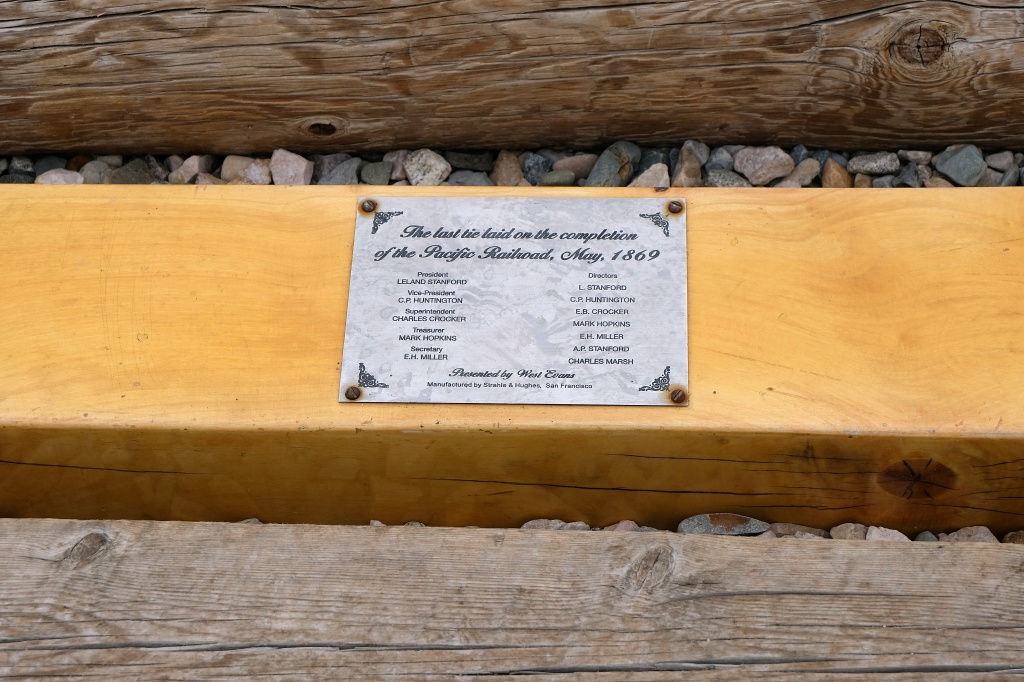 The last tie laid on the completion
of the Pacific Railroad, May, 1869
President
LELAND STANFORD
Vice-President
C.P. HUNTINGTON
Superintendent
CHARLES CROCKER
Treasurer
MARK HOPKINS
Secretary
E.H. MILLER
Directors
L. STANFORD
C.P. HUNTINGTON
E.B. CROCKER
MARK HOPKINS
E.H. MILLER
A.P. STANFORD
CHARLES MARSH
Presented by West Evans
Manufactured by Strahle & Hughes, San Francisco